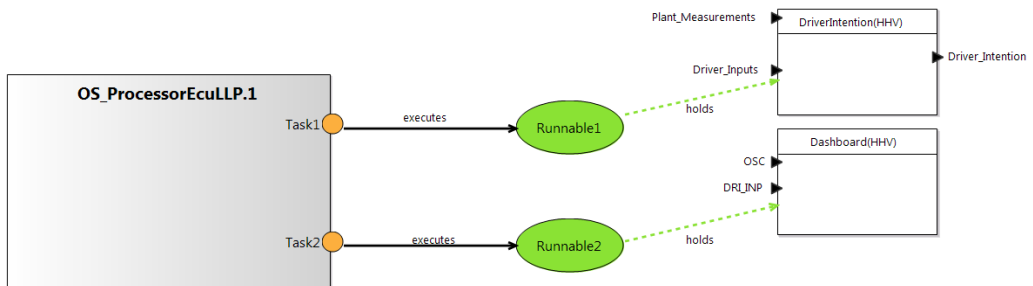 Plant_Measurements
DriverIntention(HHV)
Driver_Intention
Driver_Inputs
OS_ProcessorEcuLLP.1
Task1
executes
Runnable1
holds
Dashboard(HHV)
OSC
DRI_INP
Task2
executes
Runnable2
holds